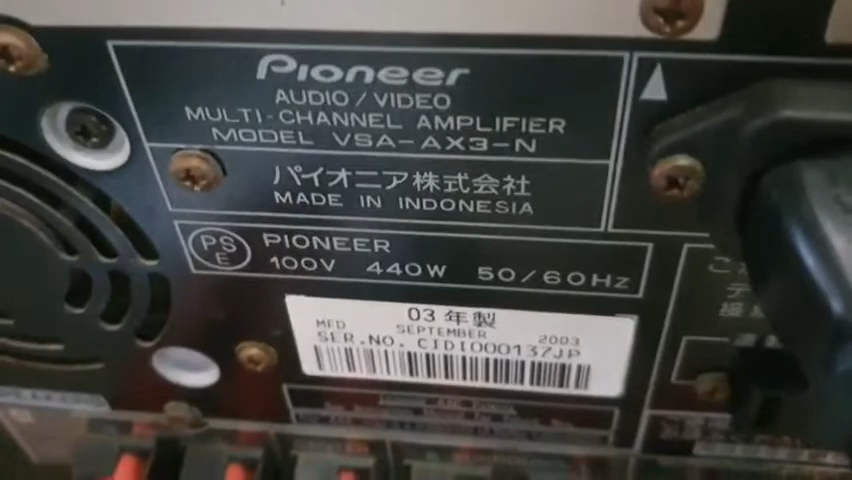 Pioneer
AUDIO/VIDEO
MULTI-CHANNEL AMPLIFIER
MODEL VSA-AX3-N
パイオニア株式会社
MADE IN INDONESIA
PS
E
PIONEER
100V 440W 50/60Hz
03 年製
MFD SEPTEMBER 2003
SER.NO. CIDI000137JP